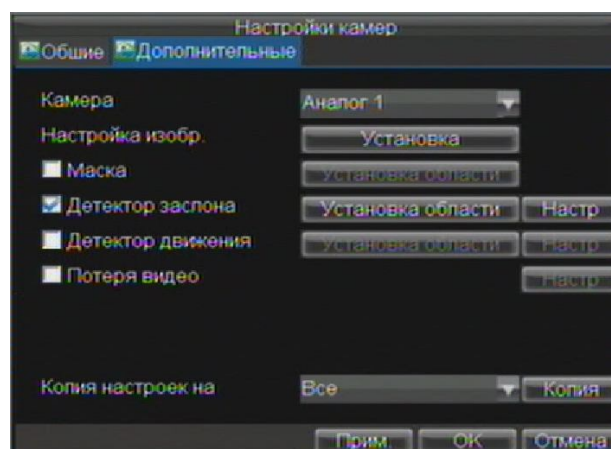 Настройки камер
Обшие Дополнительные
Камера Аналог 1
Настройка изобр. Установка
Маска Установка области
Детектор заслона Установка области Настр
Детектор движения Установка области Настр
Потеря видео Настр
Копия настроек на Все Копия
Прим. OK Отмена